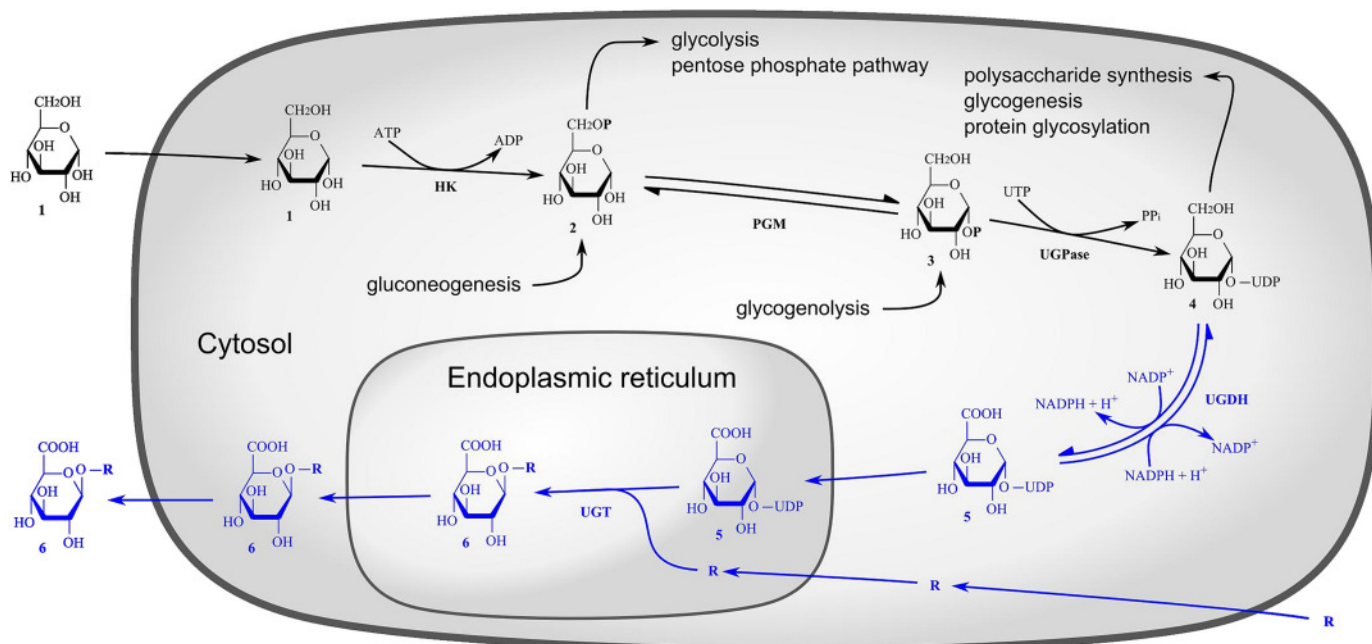 glycolysis
pentose phosphate pathway
polysaccharide synthesis
glycogenesis
protein glycosylation
CH₂OH
O
OH
HO
OH
OH
1
CH₂OH
O
OH
HO
OH
OH
1
ATP
ADP
HK
CH₂OP
O
OH
HO
OH
OH
2
PGM
CH₂OH
O
OH
HO
OP
OH
3
UTP
PPi
UGPase
CH₂OH
O
OH
HO
O–UDP
OH
4
gluconeogenesis
glycogenolysis
Cytosol
Endoplasmic reticulum
NADP⁺
UGDH
NADPH + H⁺
NADP⁺
NADPH + H⁺
COOH
O
O–R
OH
HO
OH
6
COOH
O
O–R
OH
HO
OH
6
COOH
O
O–R
OH
HO
OH
6
UGT
COOH
O
OH
HO
O–UDP
OH
5
COOH
O
OH
HO
O–UDP
OH
5
R
R
R